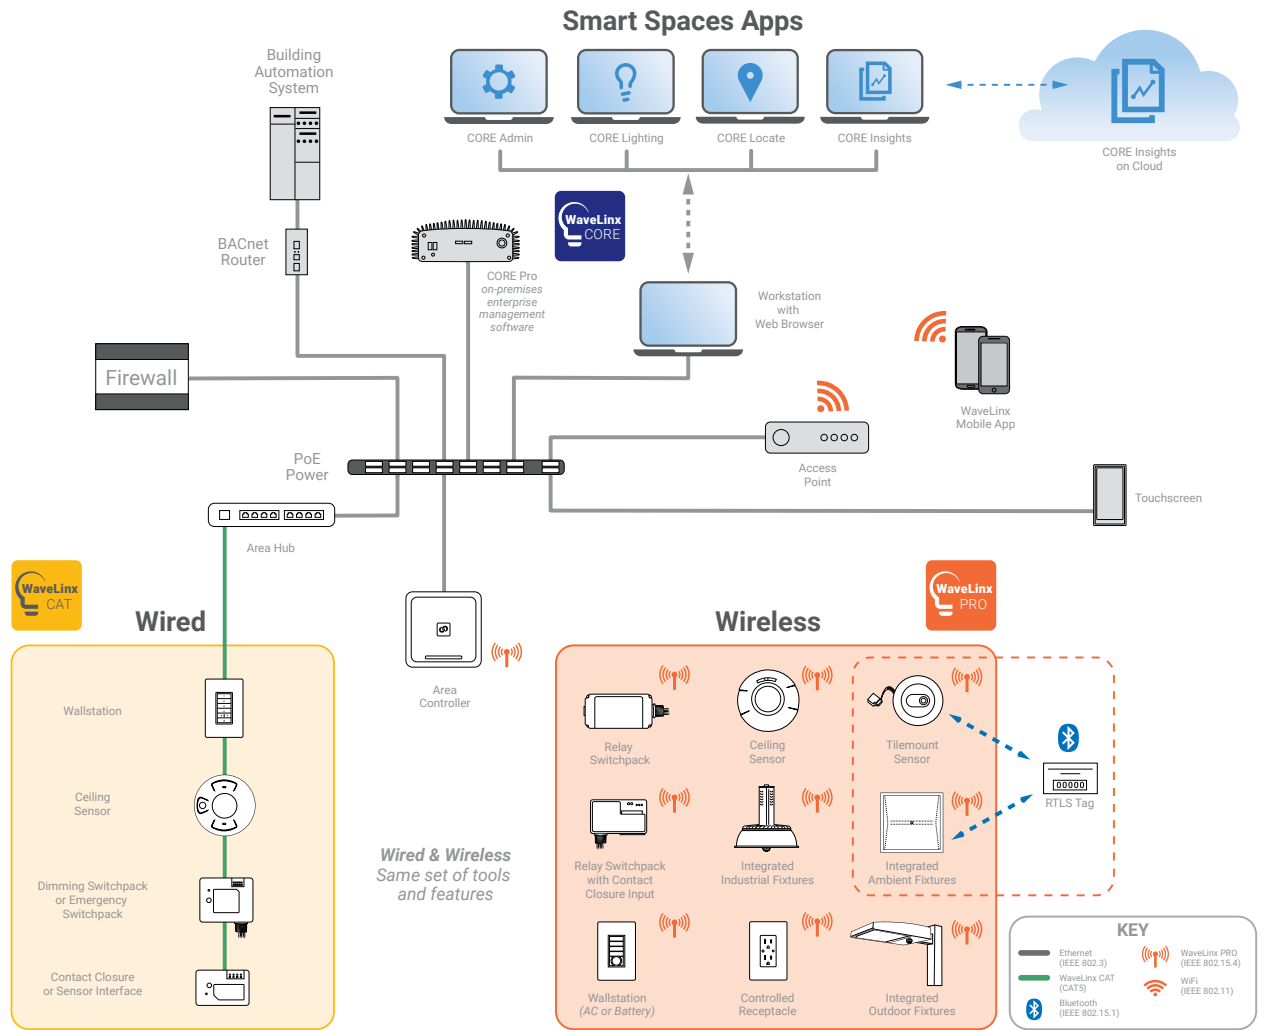 Smart Spaces Apps
Building
Automation
System
CORE Admin
CORE Lighting
CORE Locate
CORE Insights
CORE Insights
on Cloud
BACnet
Router
WaveLinx
CORE
CORE Pro
on-premises
enterprise
management
software
Workstation
with
Web Browser
Firewall
WaveLinx
Mobile App
PoE
Power
Access
Point
Touchscreen
Area Hub
WaveLinx
CAT
Wired
Area
Controller
Wireless
WaveLinx
PRO
Wallstation
Ceiling
Sensor
Dimming Switchpack
or Emergency
Switchpack
Contact Closure
or Sensor Interface
Wired & Wireless
Same set of tools
and features
Relay
Switchpack
Ceiling
Sensor
Tilemount
Sensor
00000
RTLS Tag
Relay Switchpack
with Contact
Closure Input
Integrated
Industrial Fixtures
Integrated
Ambient Fixtures
Wallstation
(AC or Battery)
Controlled
Receptacle
Integrated
Outdoor Fixtures
KEY
Ethernet
(IEEE 802.3)
WaveLinx CAT
(CAT5)
Bluetooth
(IEEE 802.15.1)
WaveLinx PRO
(IEEE 802.15.4)
WiFi
(IEEE 802.11)